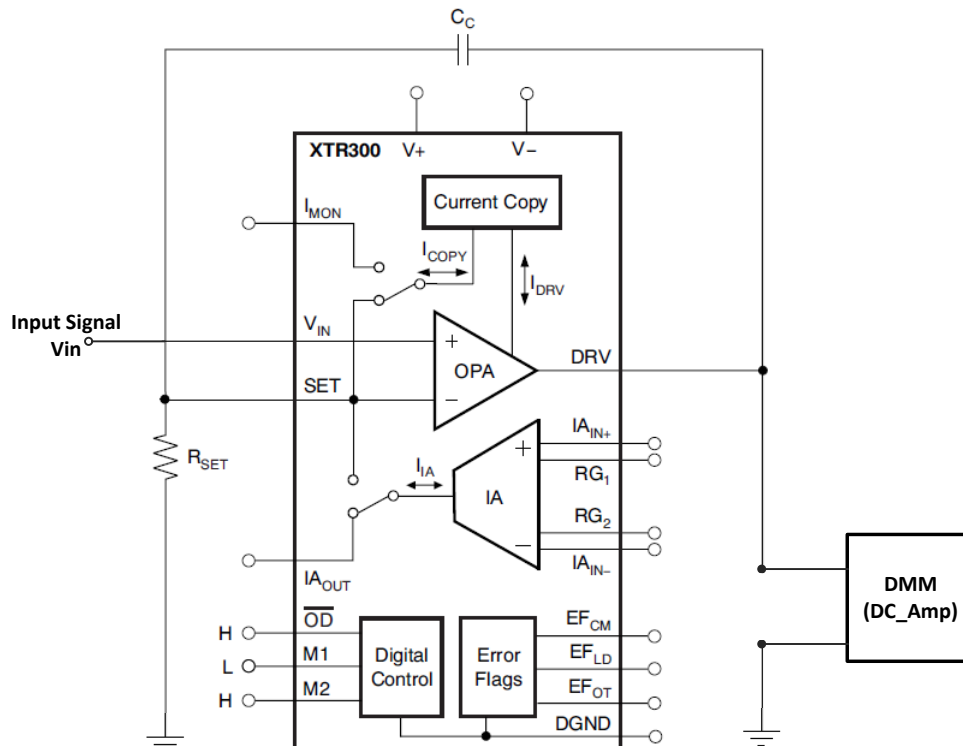 C_C
XTR300
V+
V−
Current Copy
I_MON
I_COPY
I_DRV
Input Signal
Vin
V_IN
OPA
DRV
SET
R_SET
IA_IN+
RG_1
I_IA
IA
RG_2
IA_IN−
IA_OUT
DMM
(DC_Amp)
H
OD
L
M1
H
M2
Digital
Control
Error
Flags
EF_CM
EF_LD
EF_OT
DGND